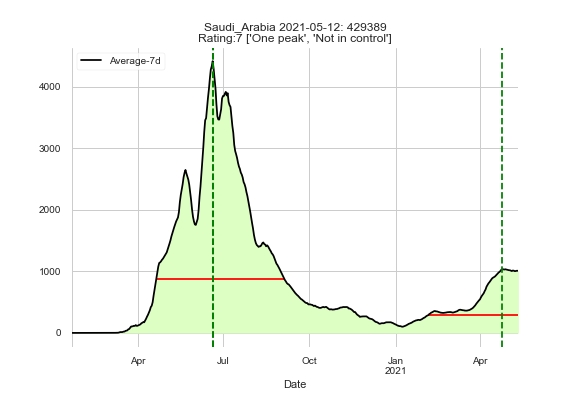 Saudi_Arabia 2021-05-12: 429389
Rating:7 ['One peak', 'Not in control']
Average-7d
4000
3000
2000
1000
0
Apr
Jul
Oct
Jan
2021
Apr
Date